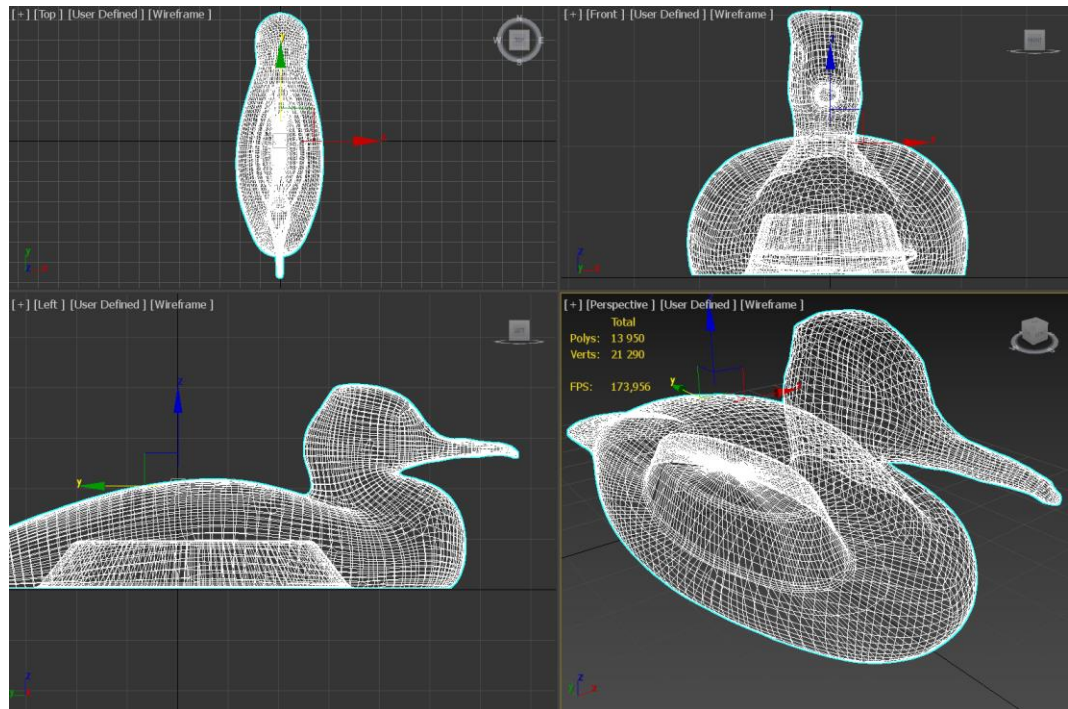 [+] [Top ] [User Defined ] [Wireframe ]
N
TOP
E
S
y
x
y
z x
[+] [Front ] [User Defined ] [Wireframe ]
z
x
z
y x
[+] [Left ] [User Defined ] [Wireframe ]
z
y
z
y
[+] [Perspective ] [User Defined ] [Wireframe ]
Total
Polys: 13 950
Verts: 21 290
FPS: 173,956
y
x
z
y x